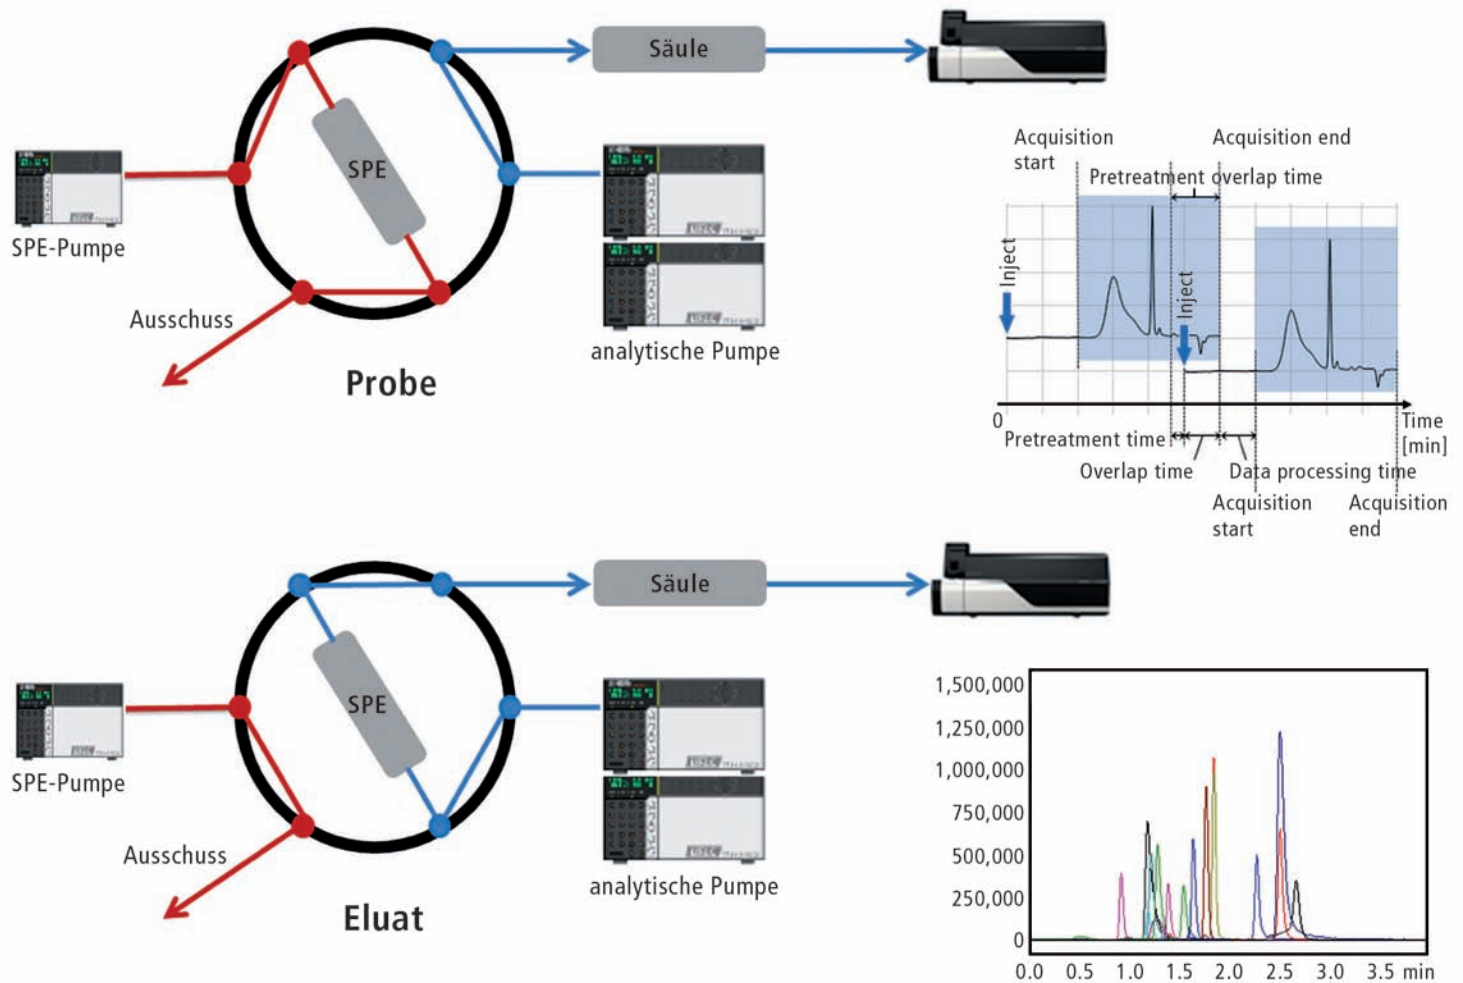 Säule
SPE
SPE-Pumpe
Ausschuss
analytische Pumpe
Probe
Acquisition
start
Acquisition end
Pretreatment overlap time
Inject
Inject
0
Time
[min]
Pretreatment time
Overlap time
Data processing time
Acquisition
start
Acquisition
end
Säule
SPE
SPE-Pumpe
Ausschuss
analytische Pumpe
Eluat
1,500,000
1,250,000
1,000,000
750,000
500,000
250,000
0
0.0 0.5 1.0 1.5 2.0 2.5 3.0 3.5 min